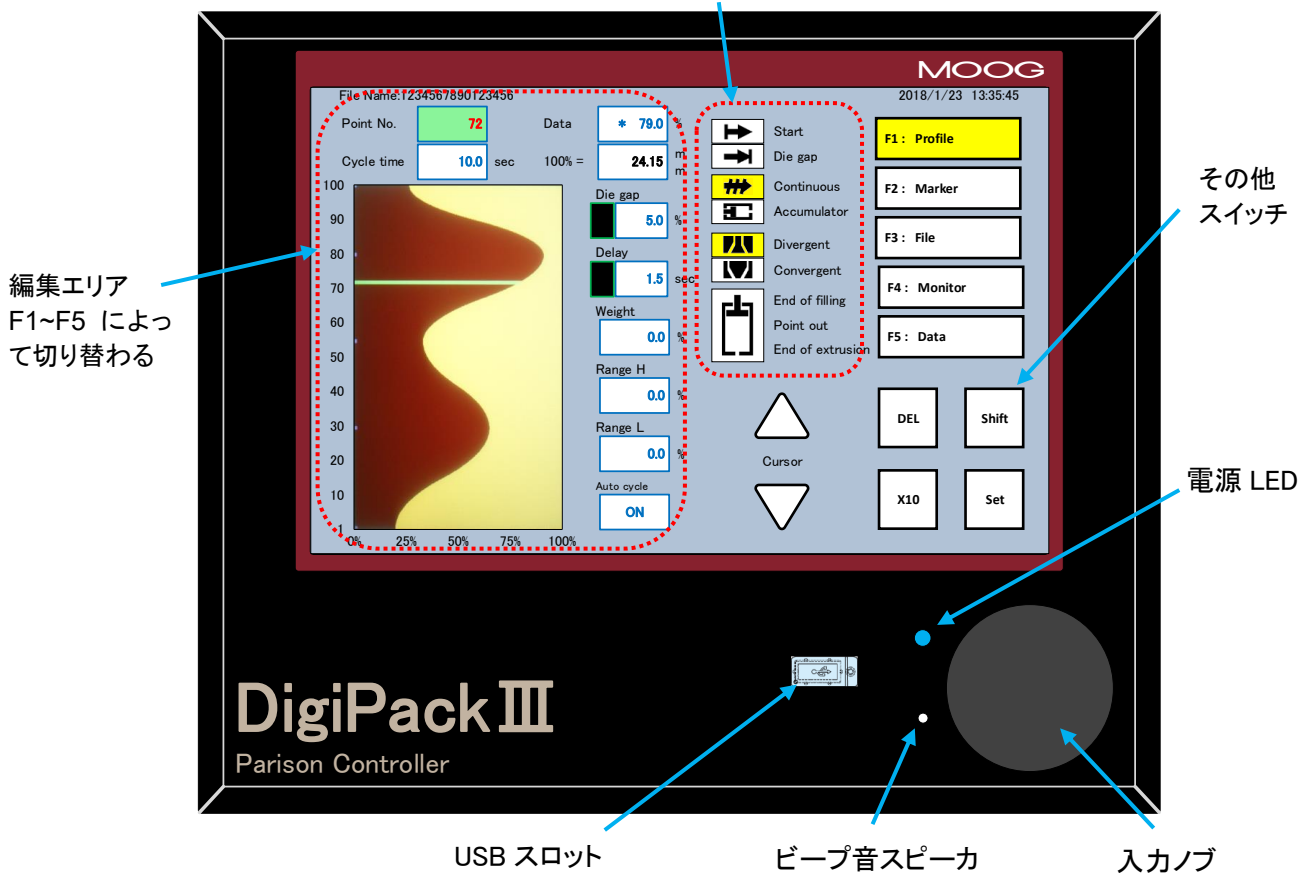 MOOG
File Name:1234567890123456
2018/1/23 13:35:45
Point No.
72
Data
* 79.0
%
Cycle time
10.0
sec
100% =
24.15
m
m
Start
Die gap
Continuous
Accumulator
Divergent
Convergent
End of filling
Point out
End of extrusion
F1 : Profile
F2 : Marker
F3 : File
F4 : Monitor
F5 : Data
100
90
80
70
60
50
40
30
20
10
1
0%
25%
50%
75%
100%
Die gap
5.0
%
Delay
1.5
sec
Weight
0.0
%
Range H
0.0
%
Range L
0.0
%
Auto cycle
ON
Cursor
DEL
Shift
X10
Set
その他
スイッチ
編集エリア
F1~F5 によっ
て切り替わる
電源 LED
DigiPackⅢ
Parison Controller
USB スロット
ビープ音スピーカ
入力ノブ